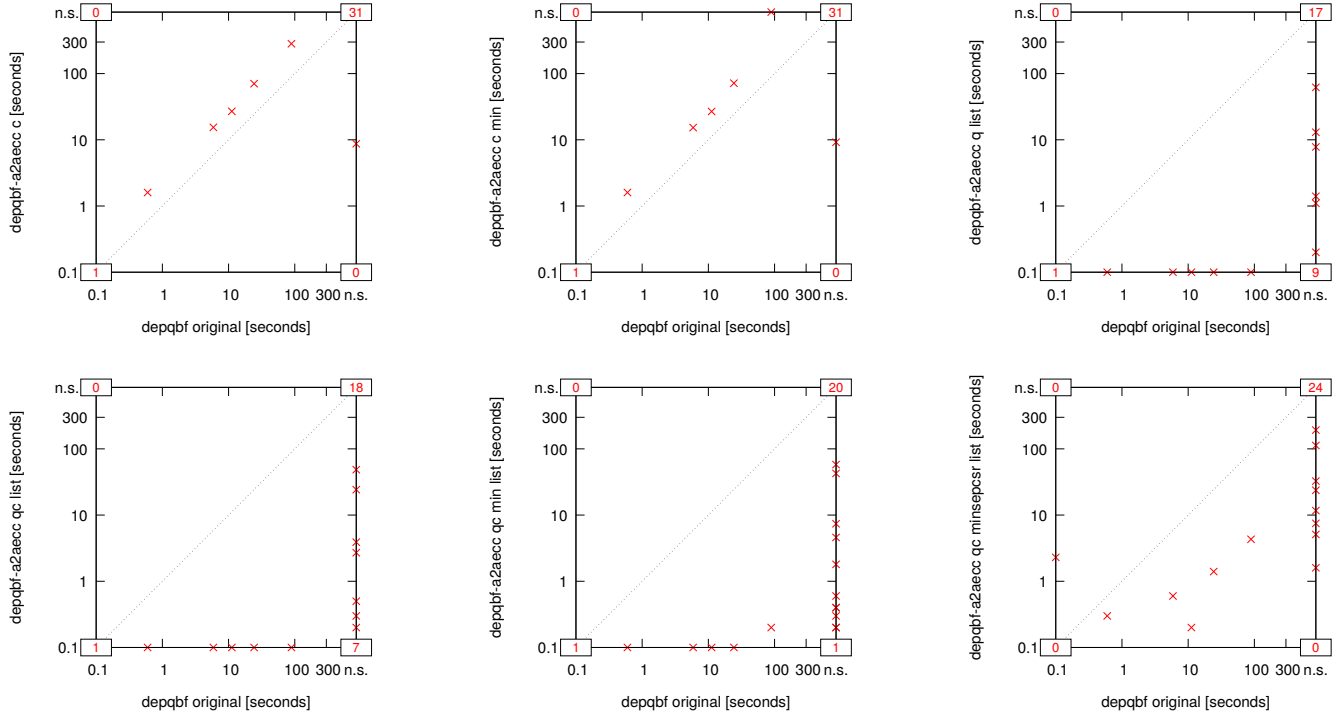 n.s. 0 31
300
100
10
1
0.1 1 0
0.1 1 10 100 300 n.s.
depqbf-a2aecc c [seconds]
depqbf original [seconds]
n.s. 0 31
300
100
10
1
0.1 1 0
0.1 1 10 100 300 n.s.
depqbf-a2aecc c min [seconds]
depqbf original [seconds]
n.s. 0 17
300
100
10
1
0.1 1 9
0.1 1 10 100 300 n.s.
depqbf-a2aecc q list [seconds]
depqbf original [seconds]
n.s. 0 18
300
100
10
1
0.1 1 7
0.1 1 10 100 300 n.s.
depqbf-a2aecc qc list [seconds]
depqbf original [seconds]
n.s. 0 20
300
100
10
1
0.1 1 1
0.1 1 10 100 300 n.s.
depqbf-a2aecc qc min list [seconds]
depqbf original [seconds]
n.s. 0 24
300
100
10
1
0.1 0 0
0.1 1 10 100 300 n.s.
depqbf-a2aecc qc minsepcsr list [seconds]
depqbf original [seconds]